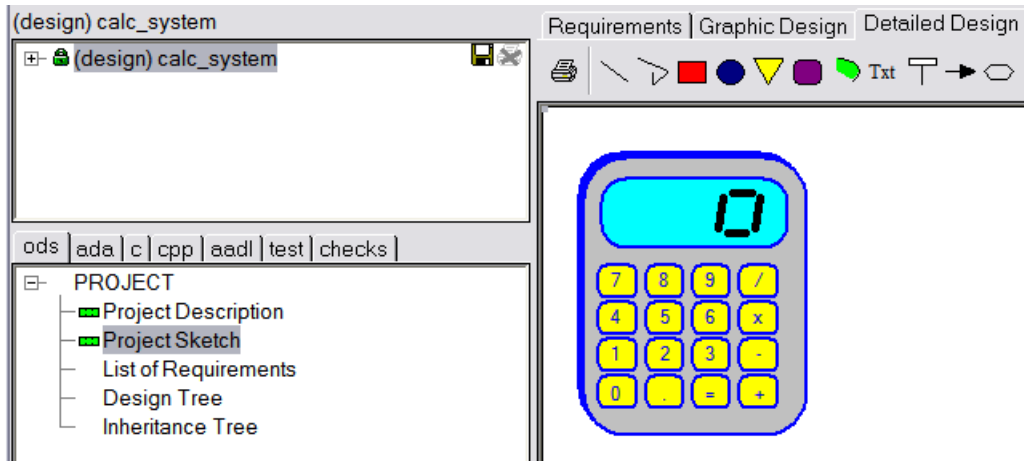 (design) calc_system
(design) calc_system
ods ada c cpp aadl test checks
PROJECT
Project Description
Project Sketch
List of Requirements
Design Tree
Inheritance Tree
Requirements Graphic Design Detailed Design
Txt
0
7 8 9 /
4 5 6 x
1 2 3 -
0 . = +